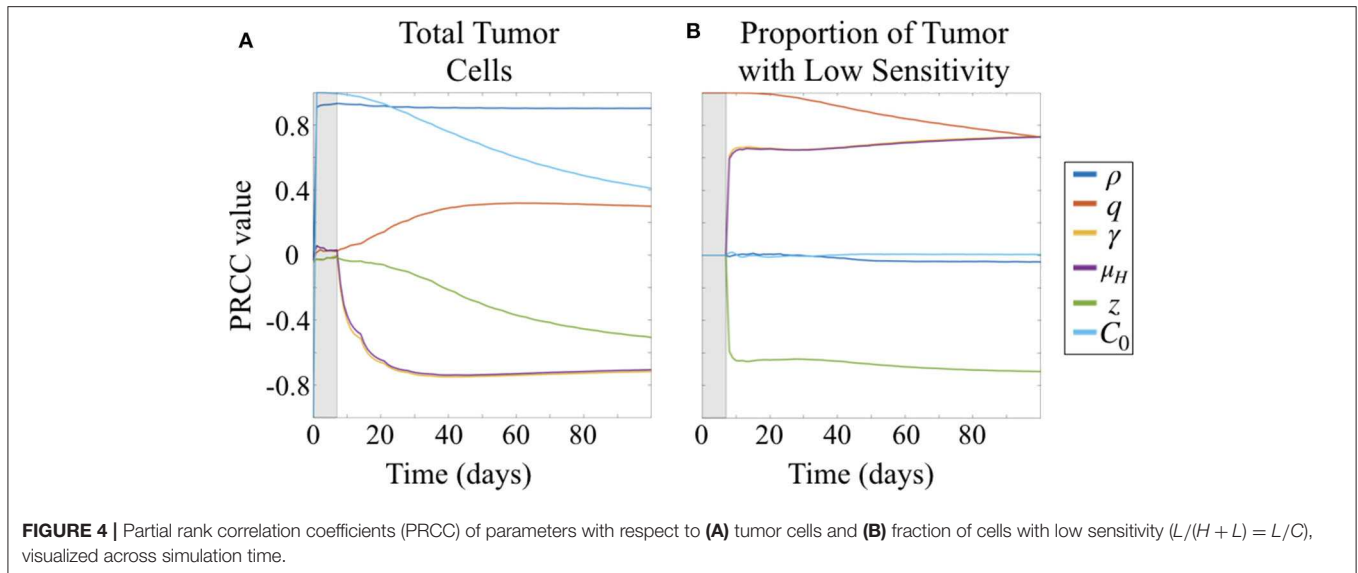 A
Total Tumor
Cells
PRCC value
0.8
0.4
0
-0.4
-0.8
0 20 40 60 80
Time (days)
B
Proportion of Tumor
with Low Sensitivity
0 20 40 60 80
Time (days)
ρ
q
γ
μ_H
z
C_0
FIGURE 4 | Partial rank correlation coefficients (PRCC) of parameters with respect to (A) tumor cells and (B) fraction of cells with low sensitivity (L/(H + L) = L/C),
visualized across simulation time.